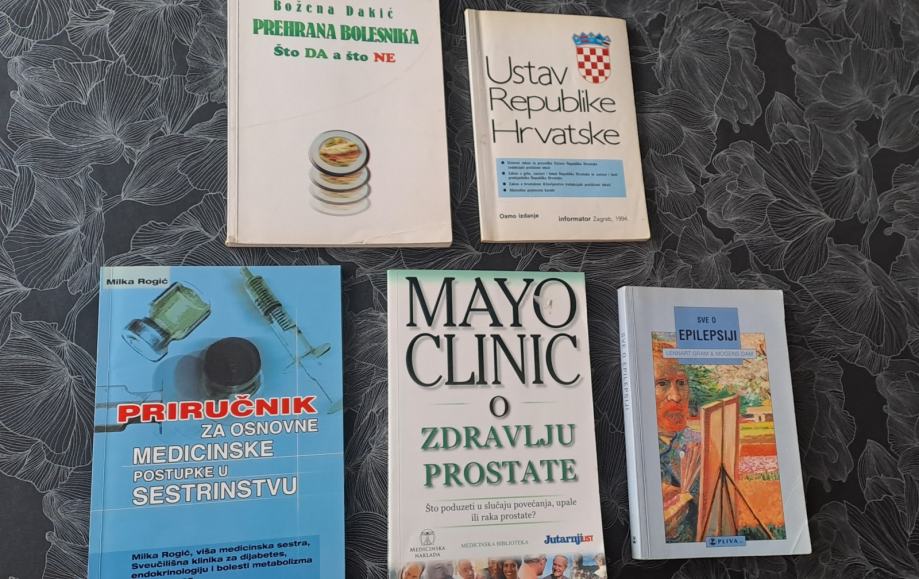 Božena Dakić
PREHRANA BOLESNIKA
Što DA a što NE
Ustav
Republike
Hrvatske
Osmo izdanje
informator Zagreb, 1994.
Milka Rogić
PRIRUČNIK
ZA OSNOVNE
MEDICINSKE
POSTUPKE U
SESTRINSTVU
Milka Rogić, viša medicinska sestra,
Sveučilišna klinika za dijabetes,
endokrinologiju i bolesti metabolizma
MAYO
CLINIC
O
ZDRAVLJU
PROSTATE
Što poduzeti u slučaju povećanja, upale
ili raka prostate?
MEDICINSKA
NAKLADA
MEDICINSKA BIBLIOTEKA
Jutarnji LIST
SVE O EPILEPSIJI
SVE O
EPILEPSIJI
LENNART GRAM & MOGENS DAM
PLIVA